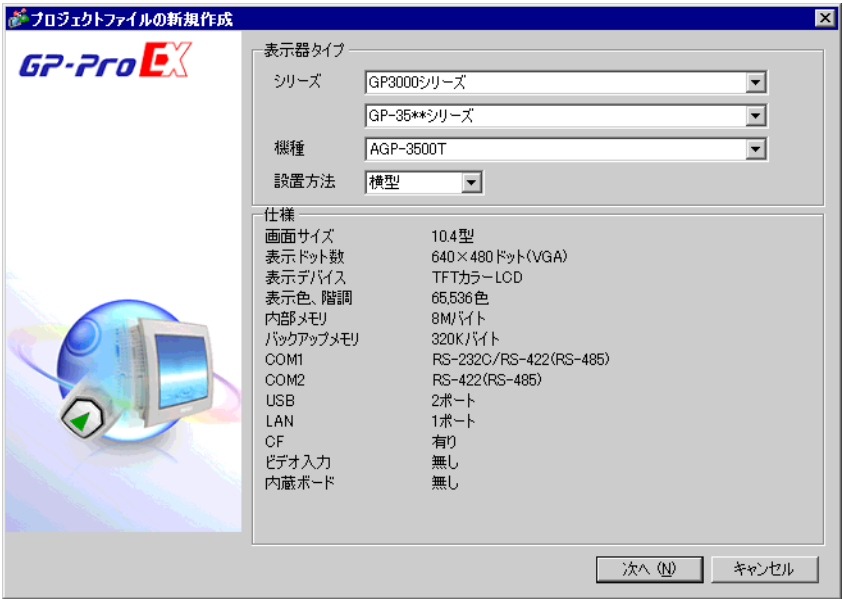 プロジェクトファイルの新規作成
GP-Pro EX
表示器タイプ
シリーズ GP3000シリーズ
GP-35**シリーズ
機種 AGP-3500T
設置方法 横型
仕様
画面サイズ 10.4型
表示ドット数 640×480ドット(VGA)
表示デバイス TFTカラーLCD
表示色、階調 65,536色
内部メモリ 8Mバイト
バックアップメモリ 320Kバイト
COM1 RS-232C/RS-422(RS-485)
COM2 RS-422(RS-485)
USB 2ポート
LAN 1ポート
CF 有り
ビデオ入力 無し
内蔵ボード 無し
次へ (N) キャンセル